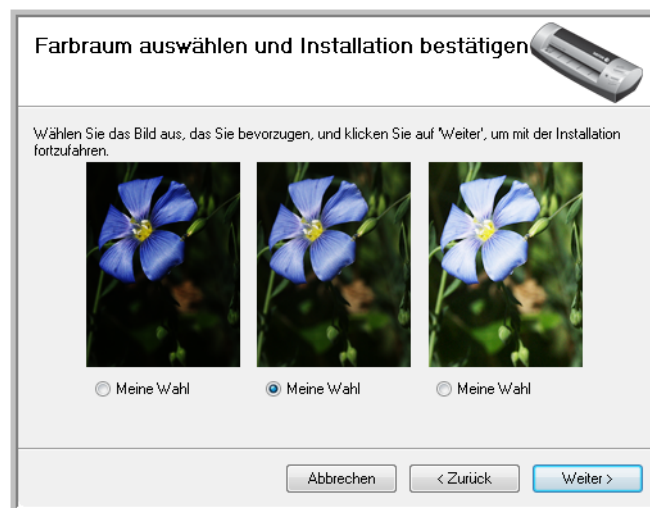 Farbraum auswählen und Installation bestätigen
Wählen Sie das Bild aus, das Sie bevorzugen, und klicken Sie auf 'Weiter', um mit der Installation
fortzufahren.
Meine Wahl Meine Wahl Meine Wahl
Abbrechen < Zurück Weiter >